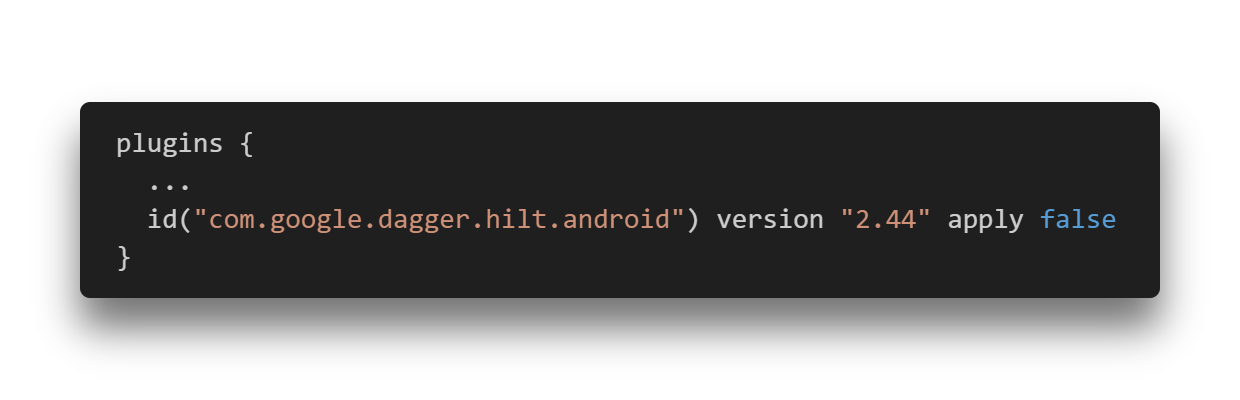 plugins {
...
id("com.google.dagger.hilt.android") version "2.44" apply false
}